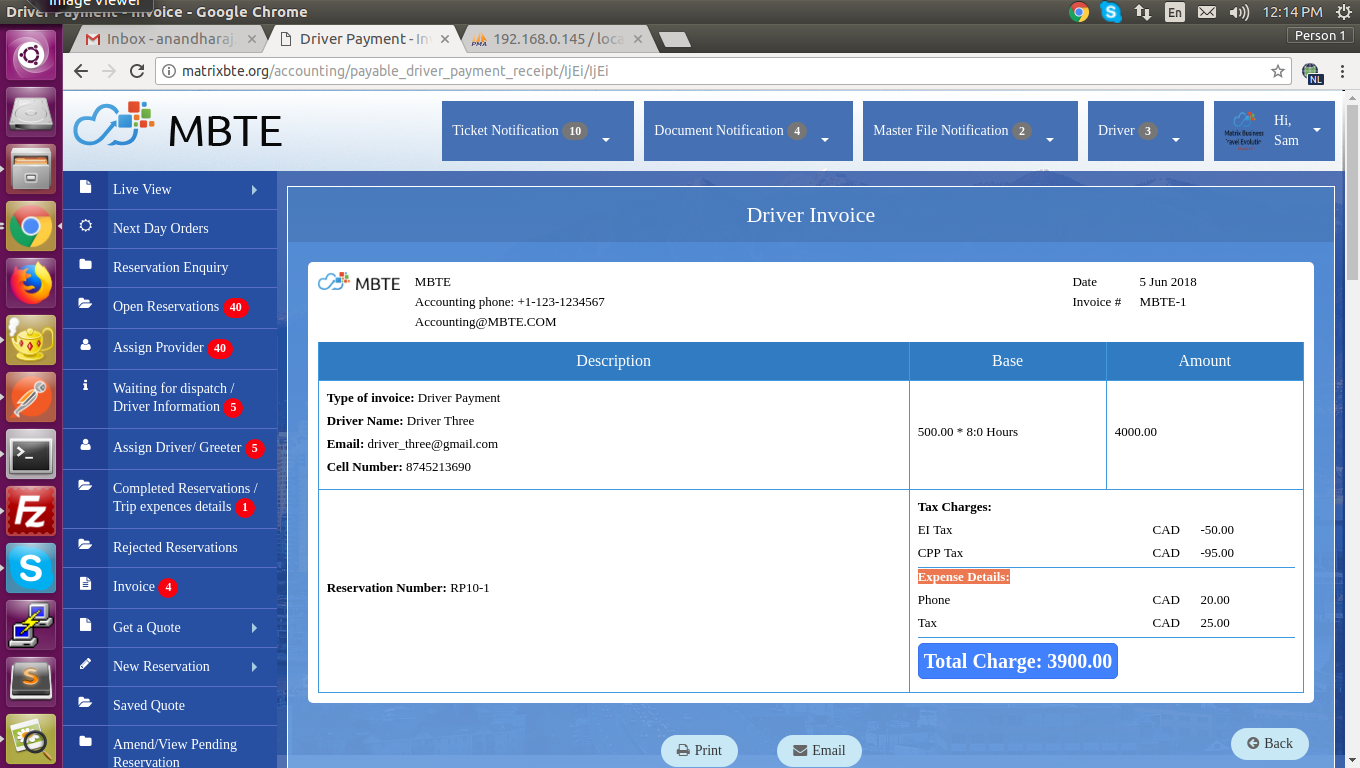 Driver Payment - Invoice - Google Chrome
Image Viewer
En
12:14 PM
Inbox - anandharaj
Driver Payment - In
192.168.0.145 / loca
Person 1
matrixbte.org/accounting/payable_driver_payment_receipt/IjEi/IjEi
NL
MBTE
Ticket Notification 10
Document Notification 4
Master File Notification 2
Driver 3
Matrix Business
Travel Evolution
Hi,
Sam
Live View
Next Day Orders
Reservation Enquiry
Open Reservations 40
Assign Provider 40
Waiting for dispatch /
Driver Information 5
Assign Driver/ Greeter 5
Completed Reservations /
Trip expences details 1
Rejected Reservations
Invoice 4
Get a Quote
New Reservation
Saved Quote
Amend/View Pending
Reservation
Driver Invoice
MBTE
MBTE
Accounting phone: +1-123-1234567
Accounting@MBTE.COM
Date 5 Jun 2018
Invoice # MBTE-1
Description Base Amount
Type of invoice: Driver Payment
Driver Name: Driver Three
Email: driver_three@gmail.com
Cell Number: 8745213690
500.00 * 8:0 Hours
4000.00
Reservation Number: RP10-1
Tax Charges:
EI Tax CAD -50.00
CPP Tax CAD -95.00
Expense Details:
Phone CAD 20.00
Tax CAD 25.00
Total Charge: 3900.00
Print
Email
Back